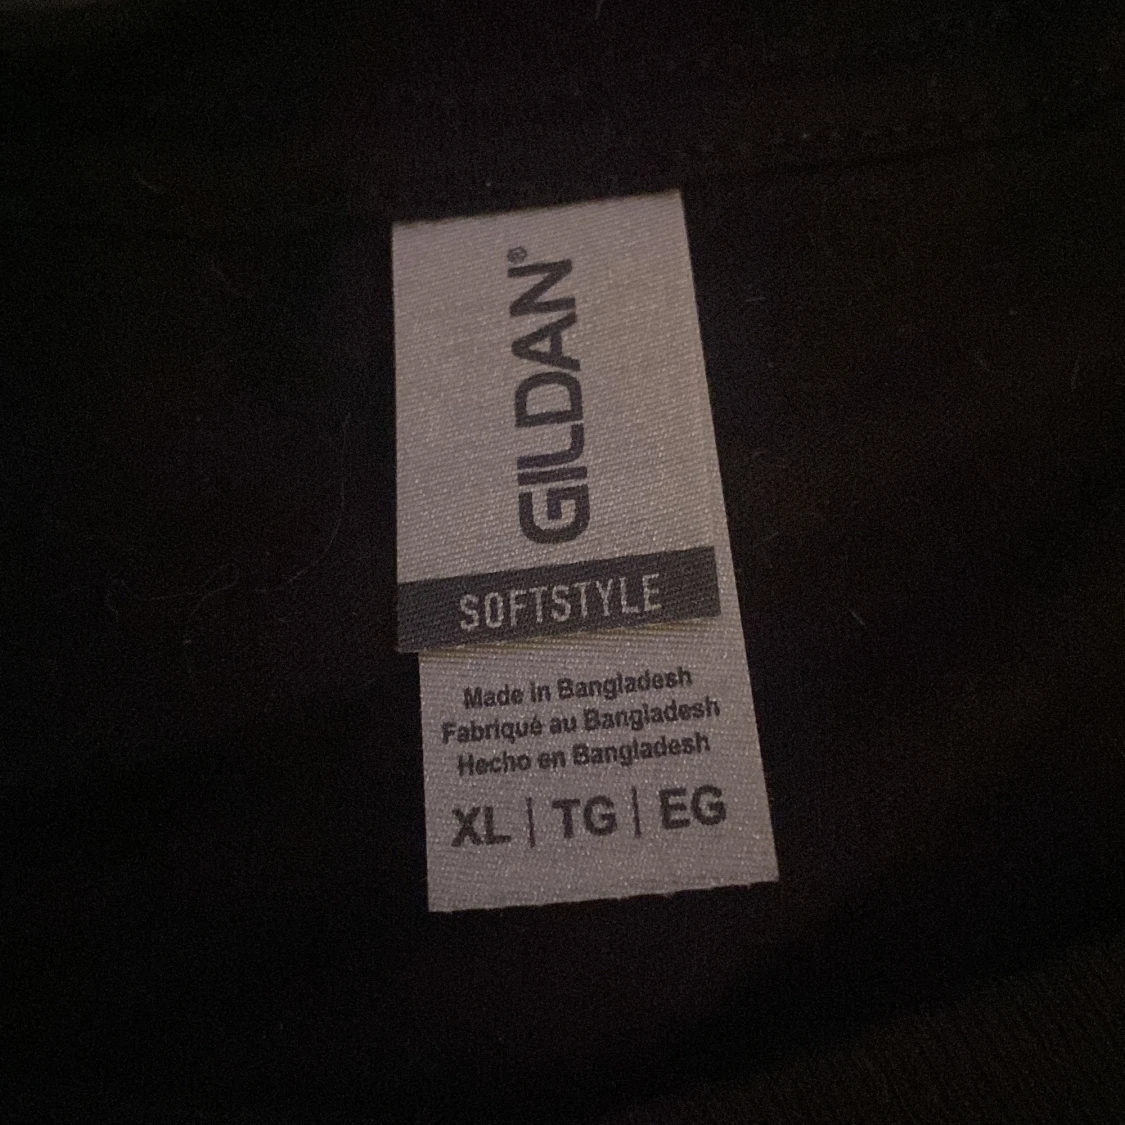 GILDAN®
SOFTSTYLE
Made in Bangladesh
Fabriqué au Bangladesh
Hecho en Bangladesh
XL | TG | EG